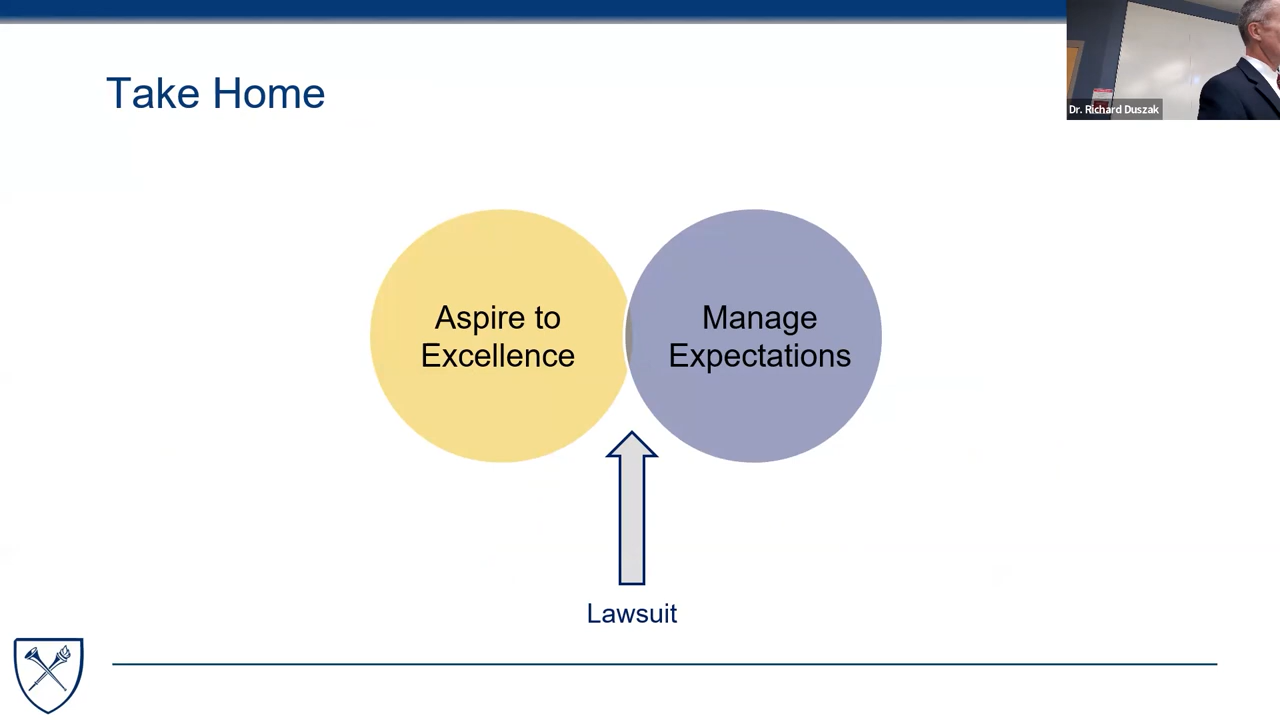 Take Home
Dr. Richard Duszak
Aspire to
Excellence
Manage
Expectations
Lawsuit